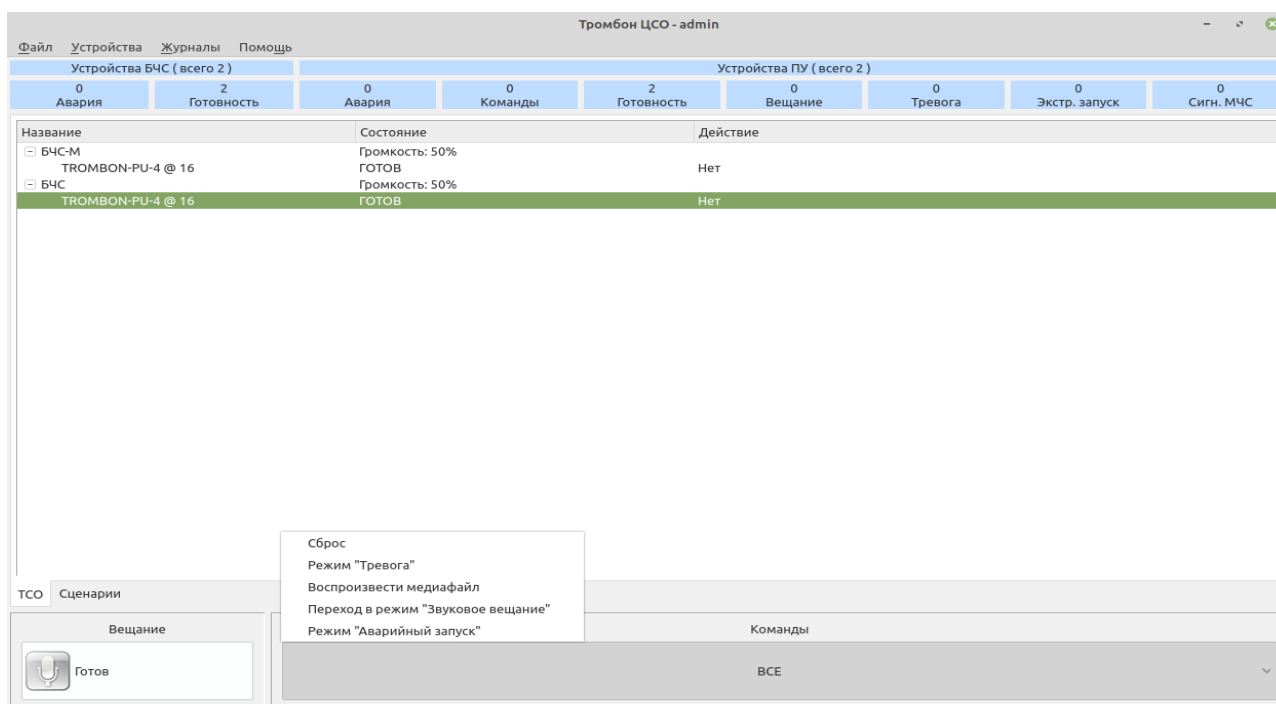 Тромбон ЦСО - admin
Файл Устройства Журналы Помощь
Устройства БЧС ( всего 2 ) Устройства ПУ ( всего 2 )
0 2 0 0 2 0 0 0 0
Авария Готовность Авария Команды Готовность Вещание Тревога Экстр. запуск Сигн. МЧС
Название Состояние Действие
БЧС-М Громкость: 50%
TROMBON-PU-4 @ 16 ГОТОВ Нет
БЧС Громкость: 50%
TROMBON-PU-4 @ 16 ГОТОВ Нет
Сброс
Режим "Тревога"
Воспроизвести медиафайл
Переход в режим "Звуковое вещание"
Режим "Аварийный запуск"
ТСО Сценарии
Вещание Команды
Готов ВСЕ